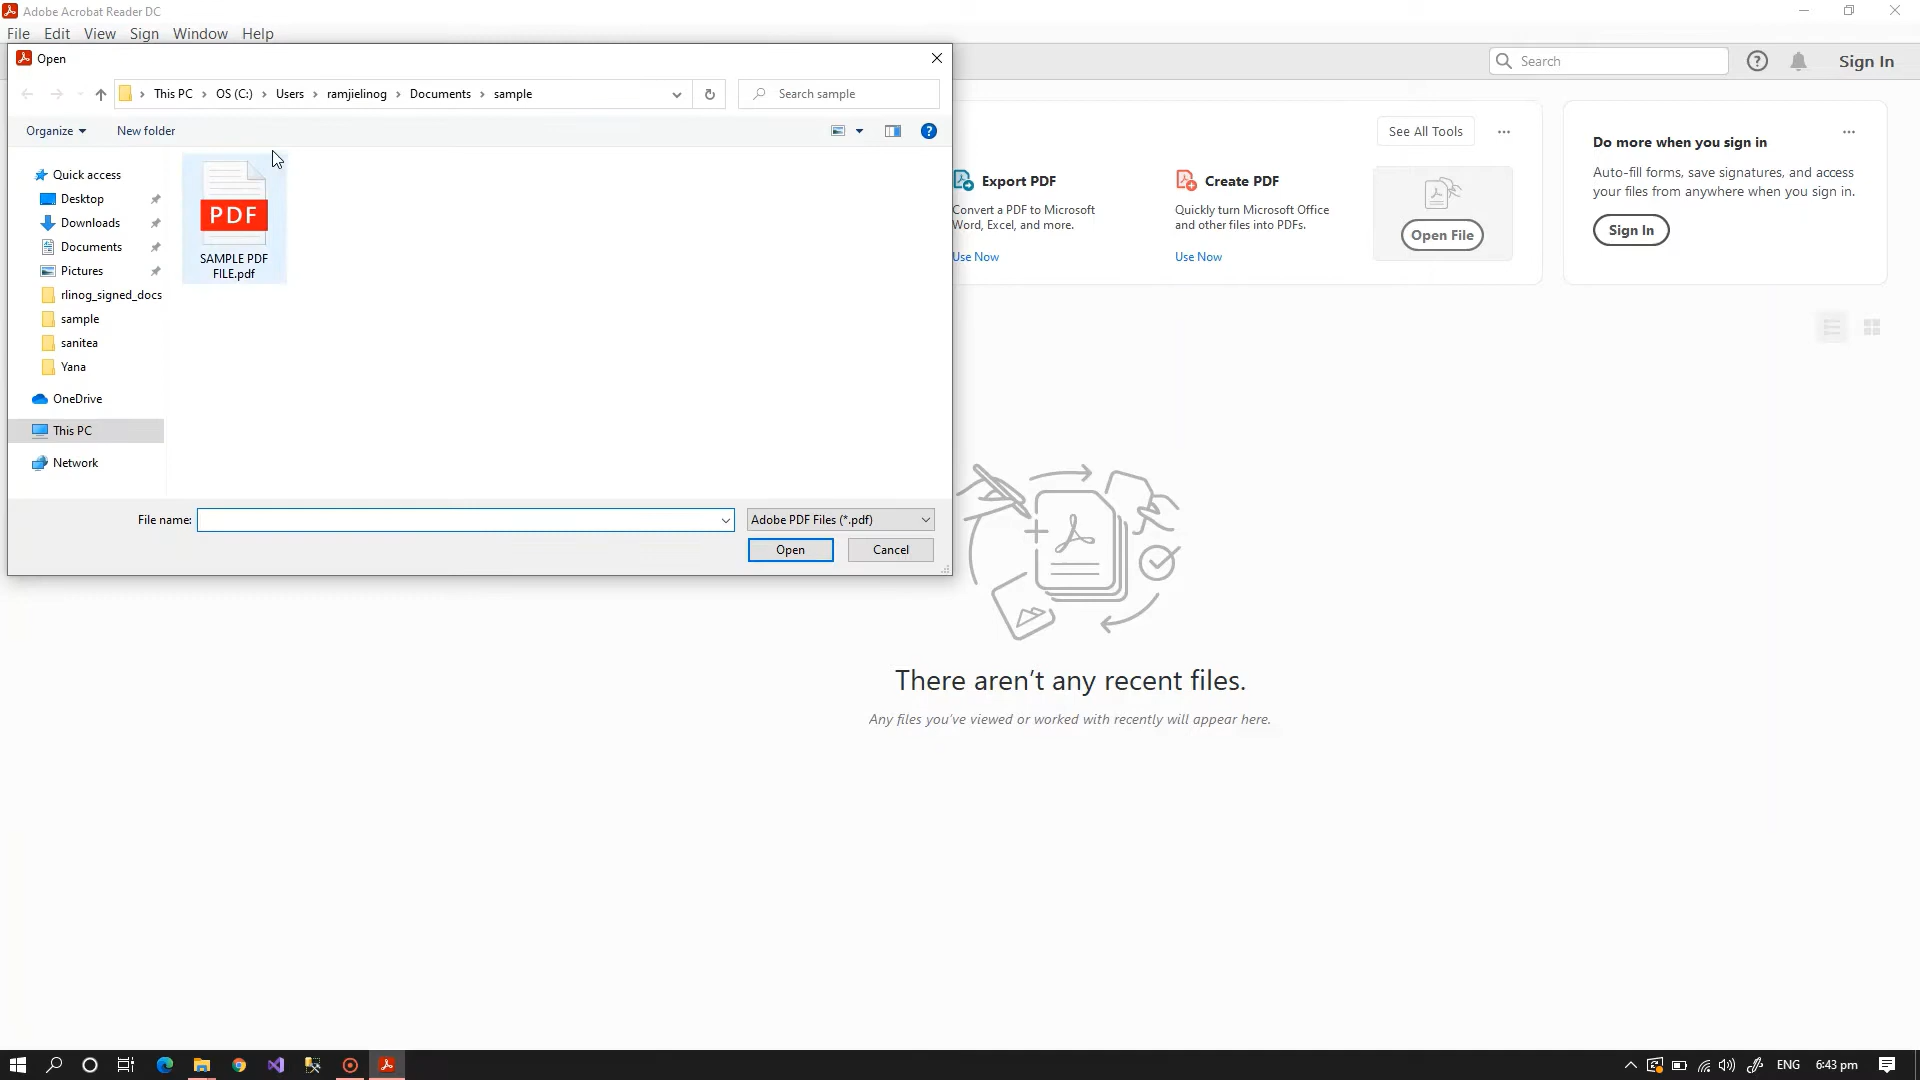 Adobe Acrobat Reader DC
File Edit View Sign Window Help
Open
Search
Sign In
This PC > OS (C:) > Users > ramjielinog > Documents > sample
Search sample
Organize
New folder
See All Tools
Quick access
Desktop
Downloads
Documents
Pictures
rlinog_signed_docs
sample
sanitea
Yana
OneDrive
This PC
Network
PDF
SAMPLE PDF
FILE.pdf
Export PDF
Convert a PDF to Microsoft
Word, Excel, and more.
Use Now
Create PDF
Quickly turn Microsoft Office
and other files into PDFs.
Use Now
Open File
Do more when you sign in
Auto-fill forms, save signatures, and access
your files from anywhere when you sign in.
Sign In
File name:
Adobe PDF Files (*.pdf)
Open
Cancel
There aren’t any recent files.
Any files you’ve viewed or worked with recently will appear here.
ENG
6:43 pm